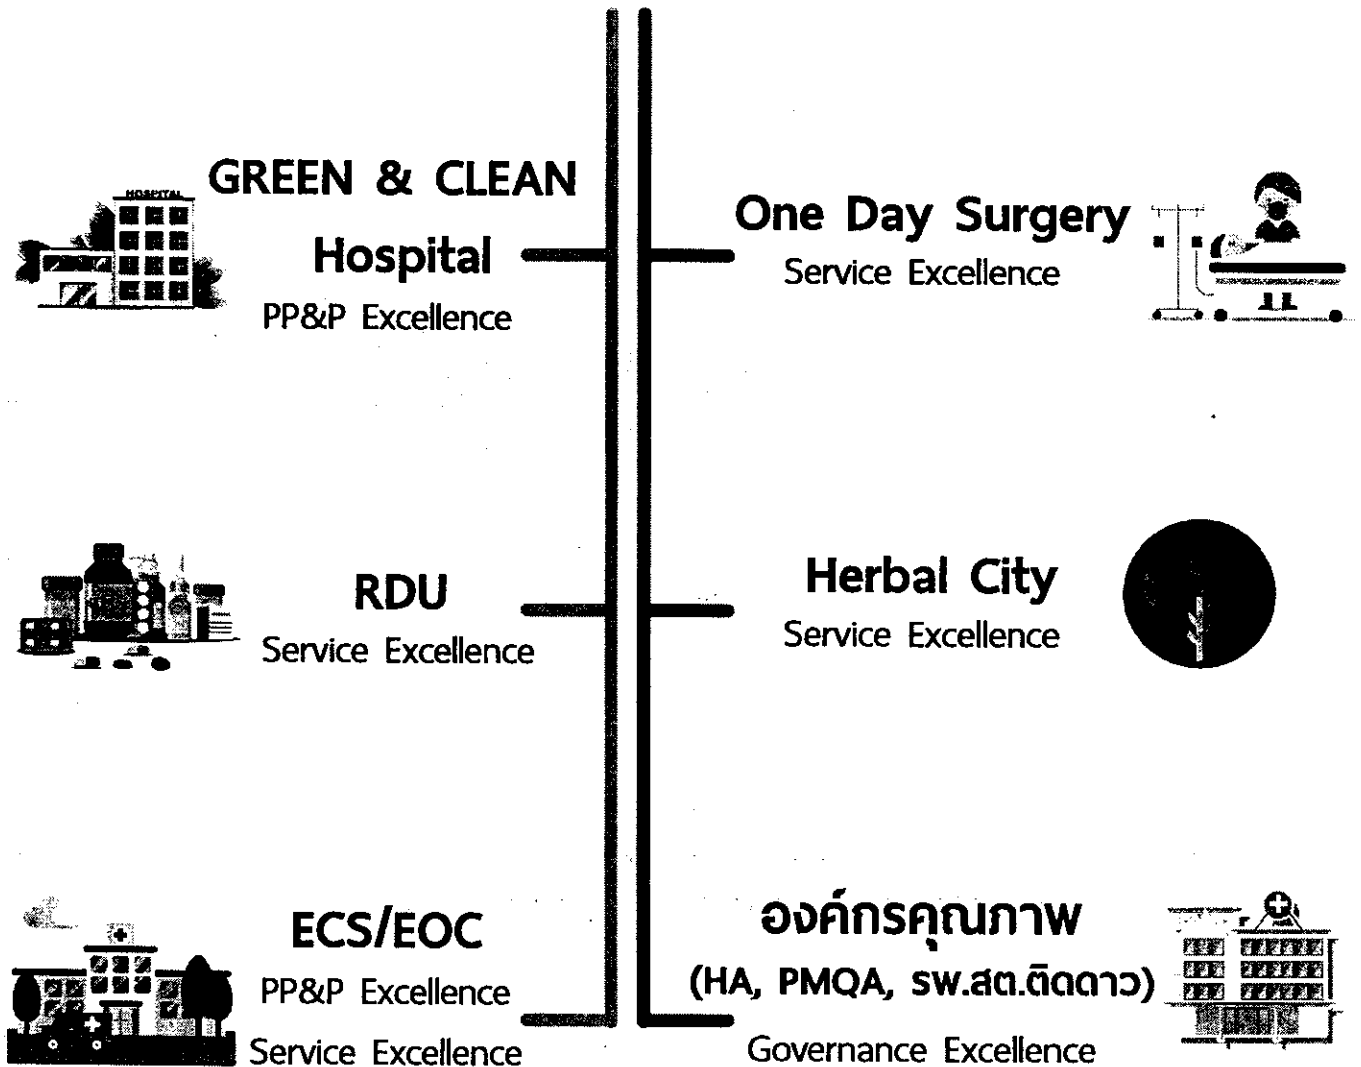 GREEN & CLEAN
Hospital
PP&P Excellence
HOSPITAL
One Day Surgery
Service Excellence
RDU
Service Excellence
Herbal City
Service Excellence
ECS/EOC
PP&P Excellence
Service Excellence
องค์กรคุณภาพ
(HA, PMQA, รพ.สต.ติดดาว)
Governance Excellence